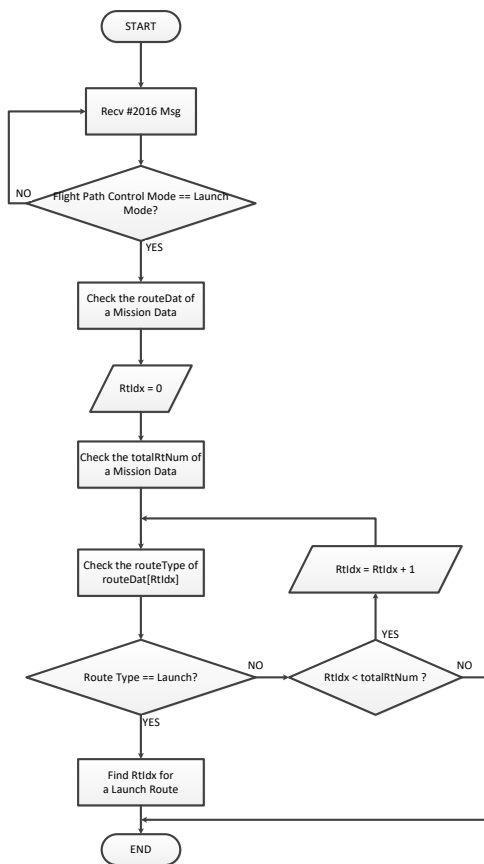 START
Recv #2016 Msg
NO
Flight Path Control Mode == Launch
Mode?
YES
Check the routeDat of
a Mission Data
RtIdx = 0
Check the totalRtNum of
a Mission Data
Check the routeType of
routeDat[RtIdx]
RtIdx = RtIdx + 1
YES
Route Type == Launch?
NO
RtIdx < totalRtNum ?
NO
YES
Find RtIdx for
a Launch Route
END